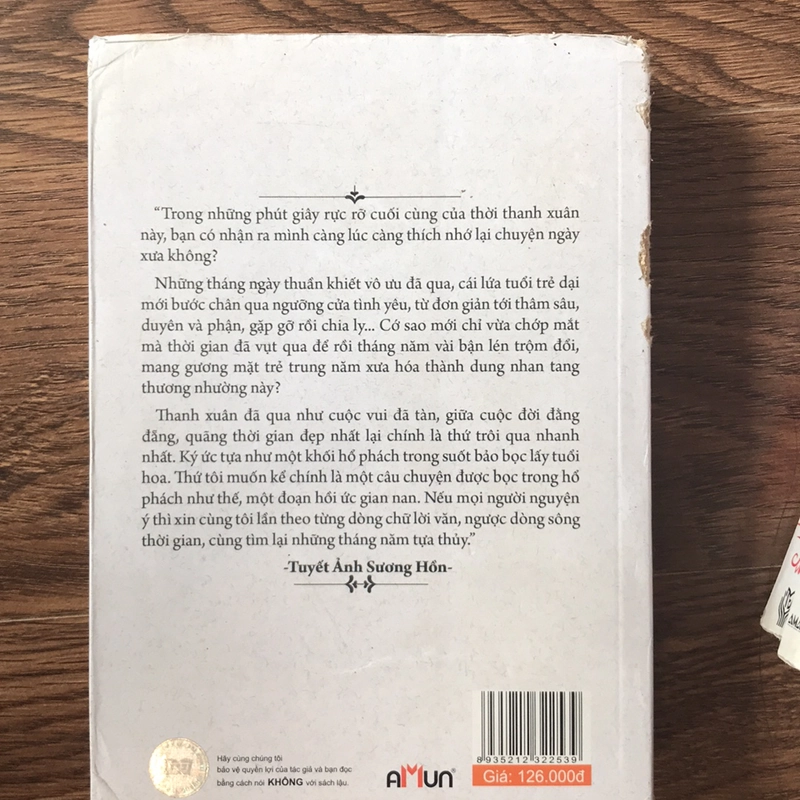 “Trong những phút giây rực rỡ cuối cùng của thời thanh xuân
này, bạn có nhận ra mình càng lúc càng thích nhớ lại chuyện ngày
xưa không?
Những tháng ngày thuần khiết vô ưu đã qua, cái lứa tuổi trẻ dại
mới bước chân qua ngưỡng cửa tình yêu, từ đơn giản tới thâm sâu,
duyên và phận, gặp gỡ rồi chia ly... Cớ sao mới chỉ vừa chớp mắt
mà thời gian đã vụt qua để rồi tháng năm vài bận lén trộm đổi,
mang gương mặt trẻ trung năm xưa hóa thành dung nhan tang
thương nhường này?
Thanh xuân đã qua như cuộc vui đã tàn, giữa cuộc đời đằng
đẵng, quãng thời gian đẹp nhất lại chính là thứ trôi qua nhanh
nhất. Ký ức tựa như một khối hổ phách trong suốt bảo bọc lấy tuổi
hoa. Thứ tôi muốn kể chính là một câu chuyện được bọc trong hổ
phách như thế, một đoạn hồi ức gian nan. Nếu mọi người nguyện
ý thì xin cùng tôi lần theo từng dòng chữ lời văn, ngược dòng sông
thời gian, cùng tìm lại những tháng năm tựa thủy.”
-Tuyết Ảnh Sương Hồn-
Hãy cùng chúng tôi
bảo vệ quyền lợi của tác giả và bạn đọc
bằng cách nói KHÔNG với sách lậu.
AMUN®
8935212322539
Giá: 126.000đ